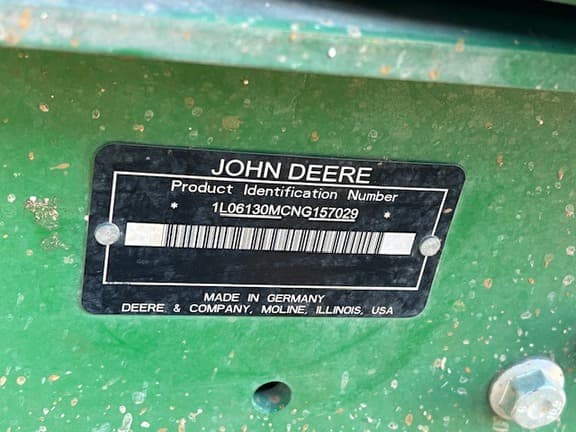 JOHN DEERE
Product Identification Number
* 1L06130MCNG157029 *
MADE IN GERMANY
DEERE & COMPANY, MOLINE, ILLINOIS, USA